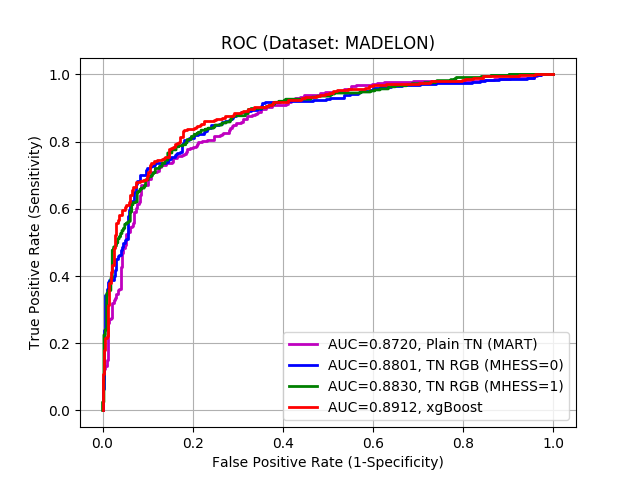 ROC (Dataset: MADELON)
True Positive Rate (Sensitivity)
1.0
0.8
0.6
0.4
0.2
0.0
AUC=0.8720, Plain TN (MART)
AUC=0.8801, TN RGB (MHESS=0)
AUC=0.8830, TN RGB (MHESS=1)
AUC=0.8912, xgBoost
0.0 0.2 0.4 0.6 0.8 1.0
False Positive Rate (1-Specificity)